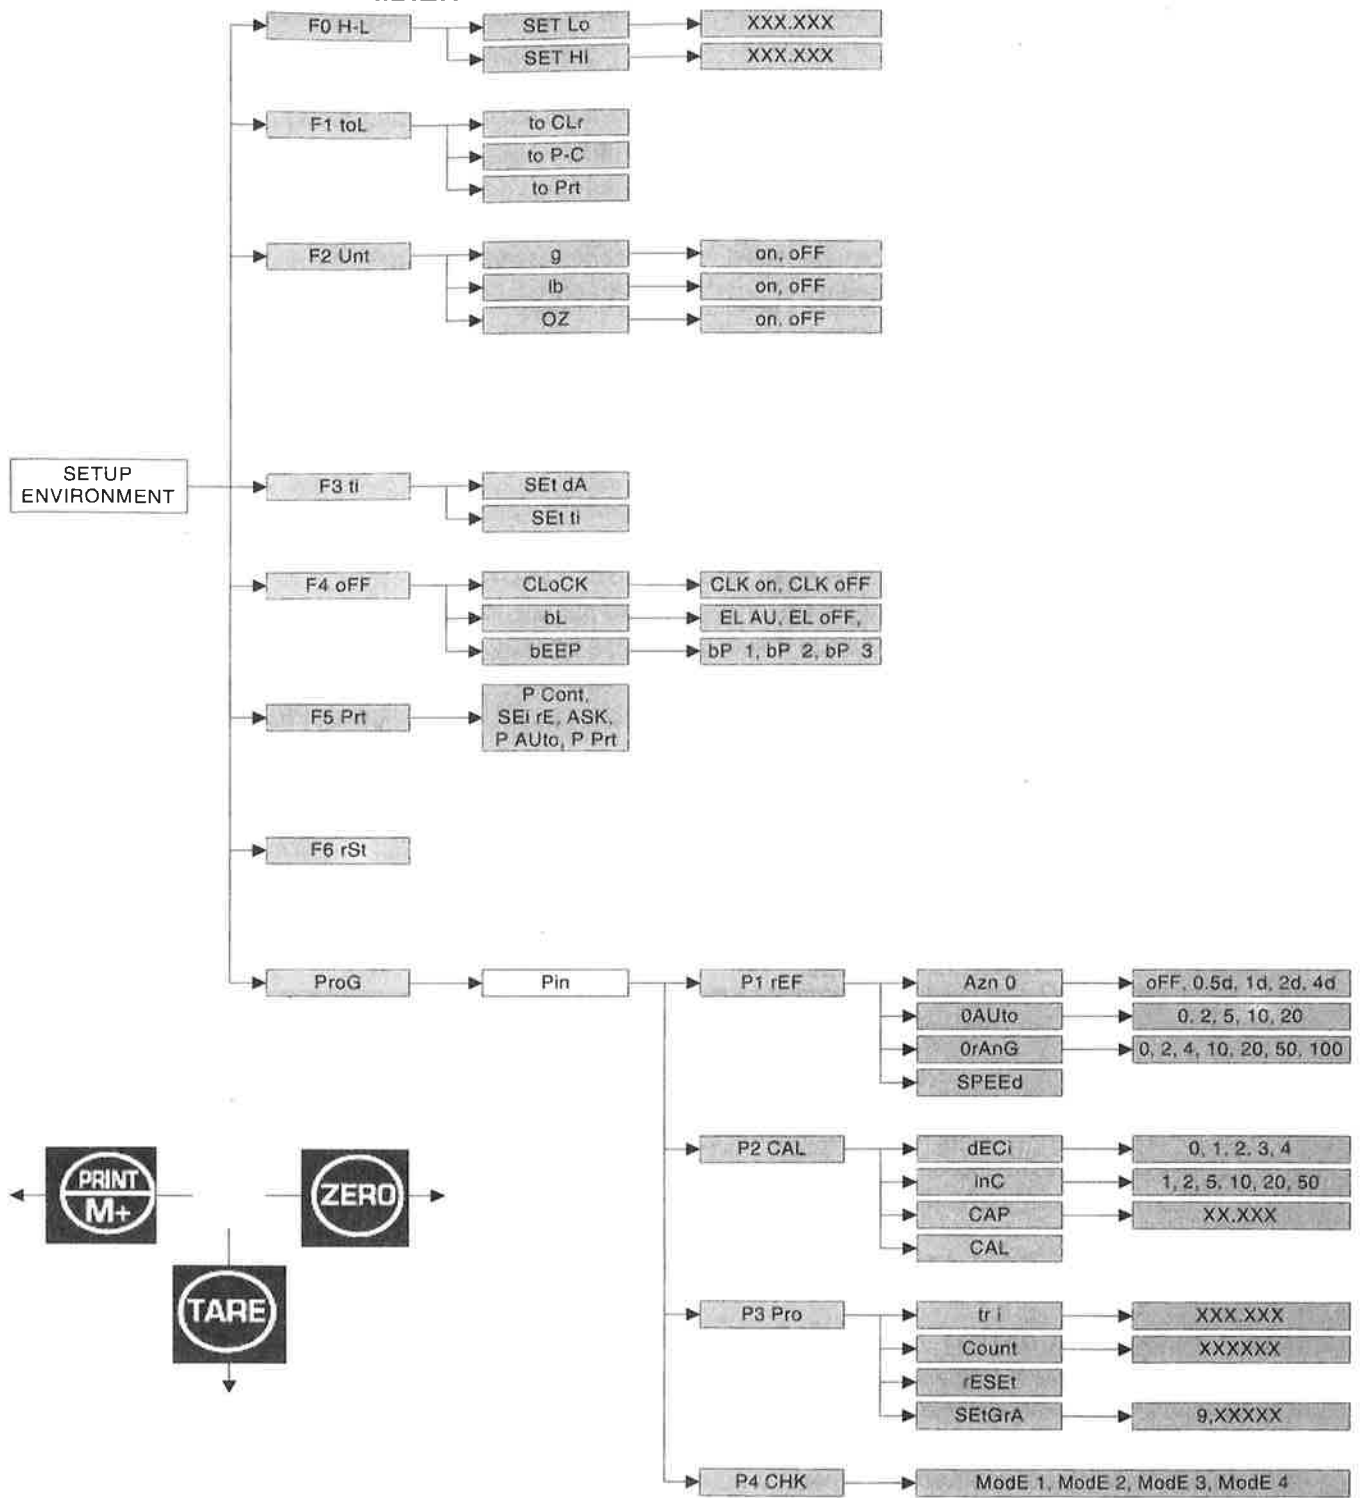 F0 H-L
SET Lo
XXX.XXX
SET HI
XXX.XXX
F1 toL
to CLr
to P-C
to Prt
F2 Unt
g
on, oFF
lb
on, oFF
OZ
on, oFF
SETUP
ENVIRONMENT
F3 ti
SEt dA
SEt ti
F4 oFF
CLoCK
CLK on, CLK oFF
bL
EL AU, EL oFF,
bEEP
bP 1, bP 2, bP 3
F5 Prt
P Cont,
SEi rE, ASK,
P AUto, P Prt
F6 rSt
ProG
Pin
P1 rEF
Azn 0
oFF, 0.5d, 1d, 2d, 4d
0AUto
0, 2, 5, 10, 20
0rAnG
0, 2, 4, 10, 20, 50, 100
SPEEd
P2 CAL
dECi
0, 1, 2, 3, 4
inC
1, 2, 5, 10, 20, 50
CAP
XX.XXX
CAL
P3 Pro
tr i
XXX.XXX
Count
XXXXXX
rESEt
SEtGrA
9,XXXXX
P4 CHK
ModE 1, ModE 2, ModE 3, ModE 4
PRINT
M+
ZERO
TARE